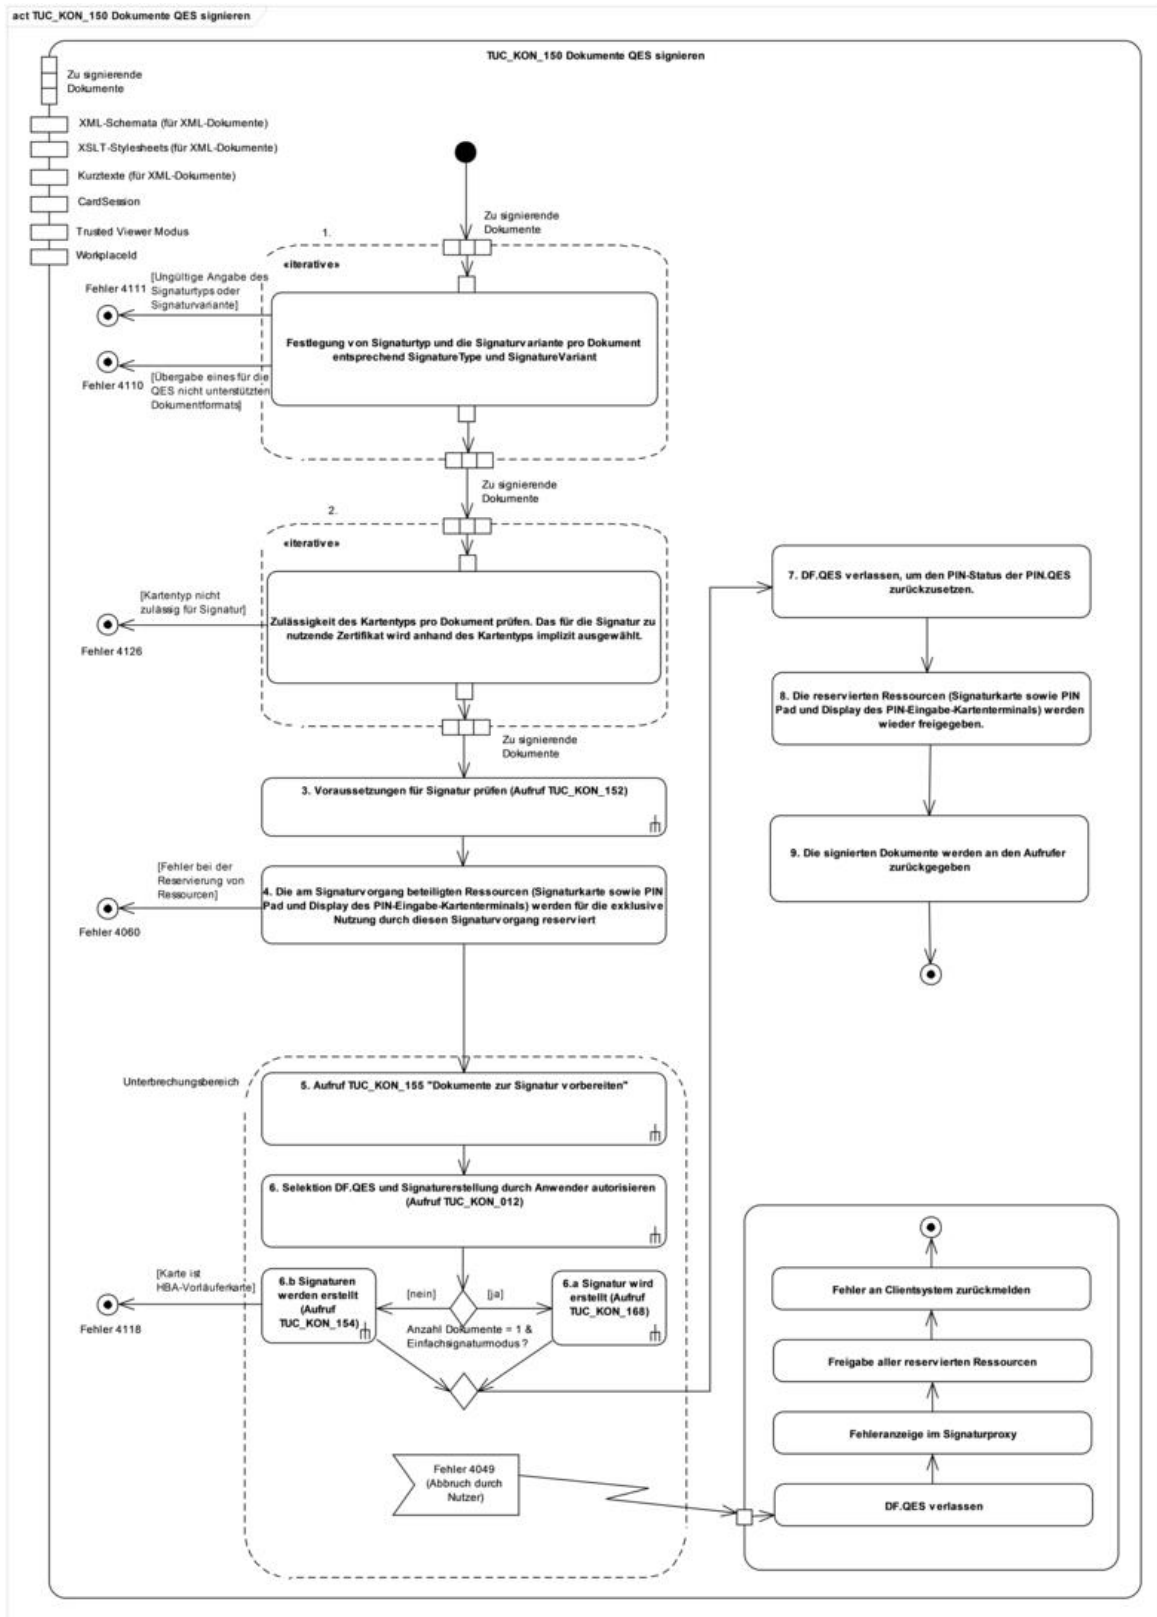 act TUC_KON_150 Dokumente QES signieren
TUC_KON_150 Dokumente QES signieren
Zu signierende
Dokumente
XML-Schemata (für XML-Dokumente)
XSLT-Stylesheets (für XML-Dokumente)
Kurztexte (für XML-Dokumente)
CardSession
Trusted Viewer Modus
WorkplaceId
Zu signierende
Dokumente
1.
«iterative»
[Ungültige Angabe des
Signaturtyps oder
Signaturvariante]
Fehler 4111
Festlegung von Signaturtyp und die Signaturvariante pro Dokument
entsprechend SignatureType und SignatureVariant
Fehler 4110
[Übergabe eines für die
QES nicht unterstützten
Dokumentformats]
Zu signierende
Dokumente
2.
«iterative»
[Kartentyp nicht
zulässig für Signatur]
Fehler 4126
Zulässigkeit des Kartentyps pro Dokument prüfen. Das für die Signatur zu
nutzende Zertifikat wird anhand des Kartentyps implizit ausgewählt.
Zu signierende
Dokumente
3. Voraussetzungen für Signatur prüfen (Aufruf TUC_KON_152)
[Fehler bei der
Reservierung von
Ressourcen]
Fehler 4060
4. Die am Signaturvorgang beteiligten Ressourcen (Signaturkarte sowie PIN
Pad und Display des PIN-Eingabe-Kartenterminals) werden für die exklusive
Nutzung durch diesen Signaturvorgang reserviert
Unterbrechungsbereich
5. Aufruf TUC_KON_155 "Dokumente zur Signatur vorbereiten"
6. Selektion DF.QES und Signaturerstellung durch Anwender autorisieren
(Aufruf TUC_KON_012)
[Karte ist
HBA-Vorläuferkarte]
Fehler 4118
6.b Signaturen
werden erstellt
(Aufruf
TUC_KON_154)
[nein]
[ja]
Anzahl Dokumente = 1 &
Einfachsignaturmodus ?
6.a Signatur wird
erstellt (Aufruf
TUC_KON_168)
Fehler 4049
(Abbruch durch
Nutzer)
7. DF.QES verlassen, um den PIN-Status der PIN.QES
zurückzusetzen.
8. Die reservierten Ressourcen (Signaturkarte sowie PIN
Pad und Display des PIN-Eingabe-Kartenterminals) werden
wieder freigegeben.
9. Die signierten Dokumente werden an den Aufrufer
zurückgegeben
Fehler an Clientsystem zurückmelden
Freigabe aller reservierten Ressourcen
Fehleranzeige im Signaturproxy
DF.QES verlassen